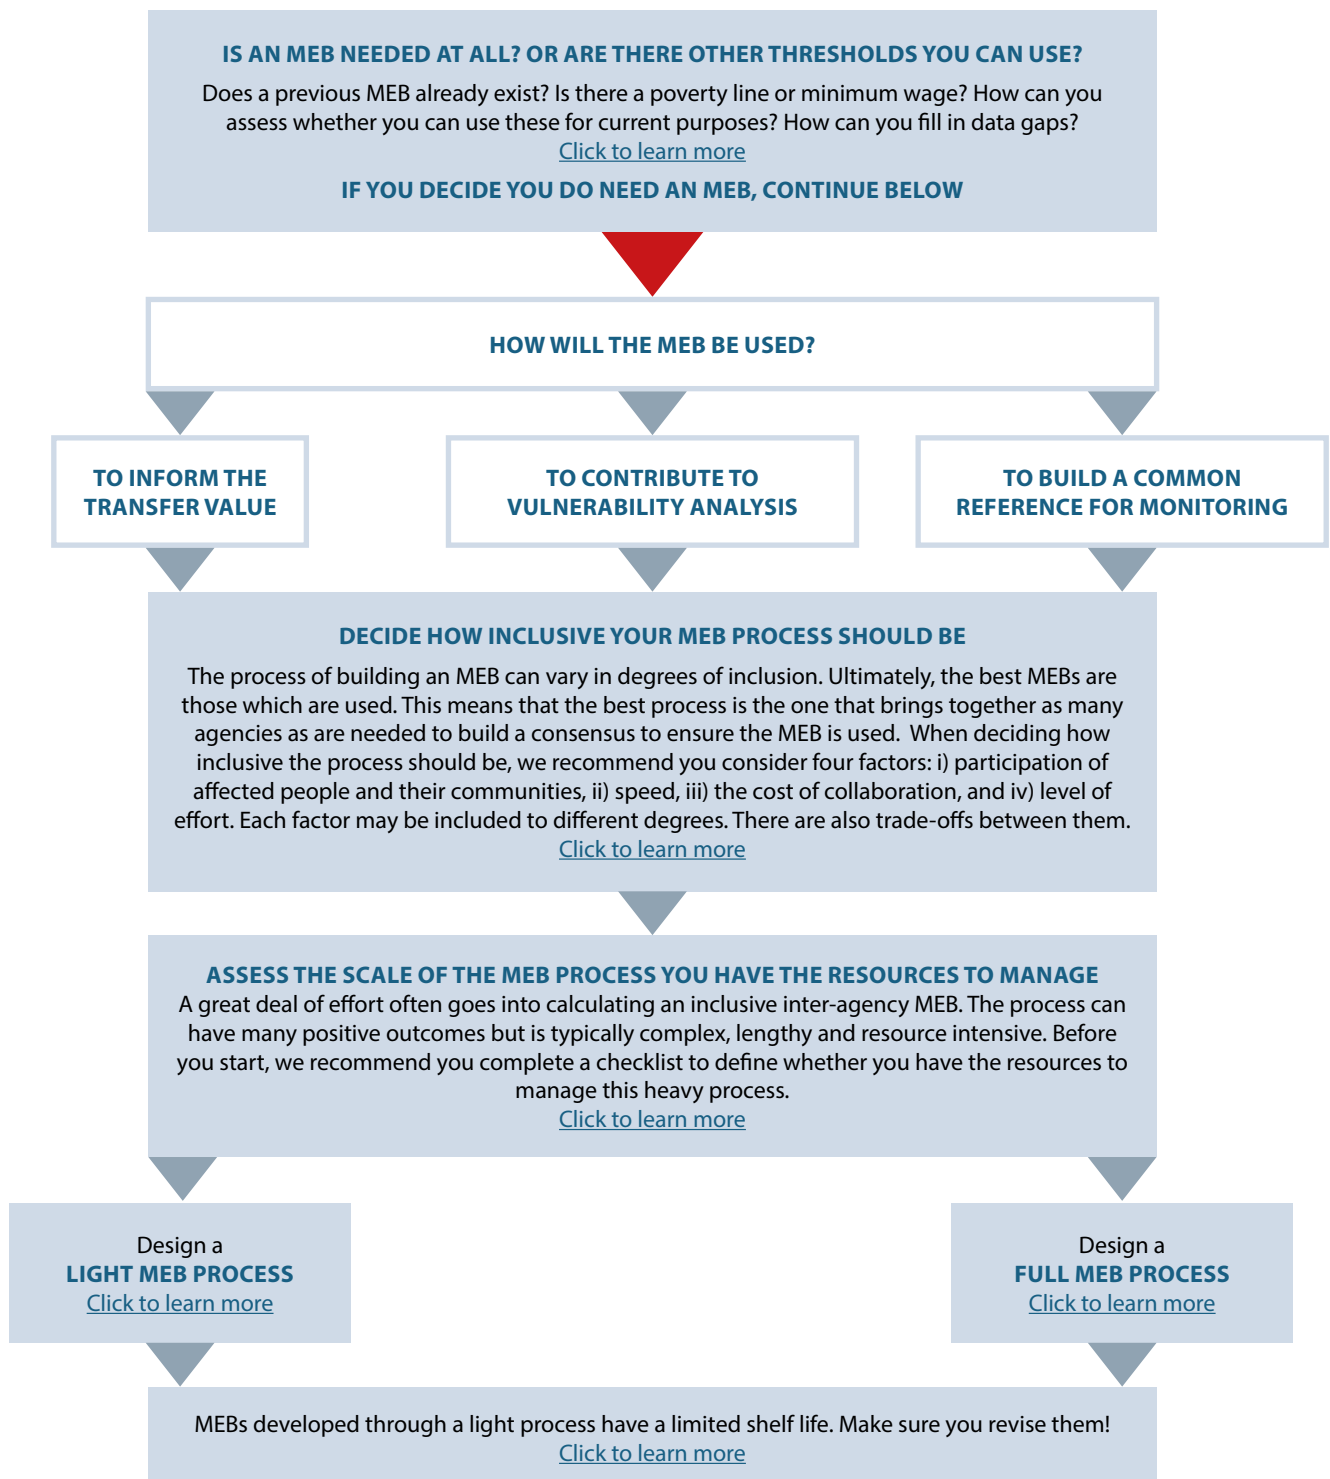 IS AN MEB NEEDED AT ALL? OR ARE THERE OTHER THRESHOLDS YOU CAN USE?
Does a previous MEB already exist? Is there a poverty line or minimum wage? How can you
assess whether you can use these for current purposes? How can you fill in data gaps?
Click to learn more
IF YOU DECIDE YOU DO NEED AN MEB, CONTINUE BELOW
HOW WILL THE MEB BE USED?
TO INFORM THE
TRANSFER VALUE
TO CONTRIBUTE TO
VULNERABILITY ANALYSIS
TO BUILD A COMMON
REFERENCE FOR MONITORING
DECIDE HOW INCLUSIVE YOUR MEB PROCESS SHOULD BE
The process of building an MEB can vary in degrees of inclusion. Ultimately, the best MEBs are
those which are used. This means that the best process is the one that brings together as many
agencies as are needed to build a consensus to ensure the MEB is used. When deciding how
inclusive the process should be, we recommend you consider four factors: i) participation of
affected people and their communities, ii) speed, iii) the cost of collaboration, and iv) level of
effort. Each factor may be included to different degrees. There are also trade-offs between them.
Click to learn more
ASSESS THE SCALE OF THE MEB PROCESS YOU HAVE THE RESOURCES TO MANAGE
A great deal of effort often goes into calculating an inclusive inter-agency MEB. The process can
have many positive outcomes but is typically complex, lengthy and resource intensive. Before
you start, we recommend you complete a checklist to define whether you have the resources to
manage this heavy process.
Click to learn more
Design a
LIGHT MEB PROCESS
Click to learn more
Design a
FULL MEB PROCESS
Click to learn more
MEBs developed through a light process have a limited shelf life. Make sure you revise them!
Click to learn more